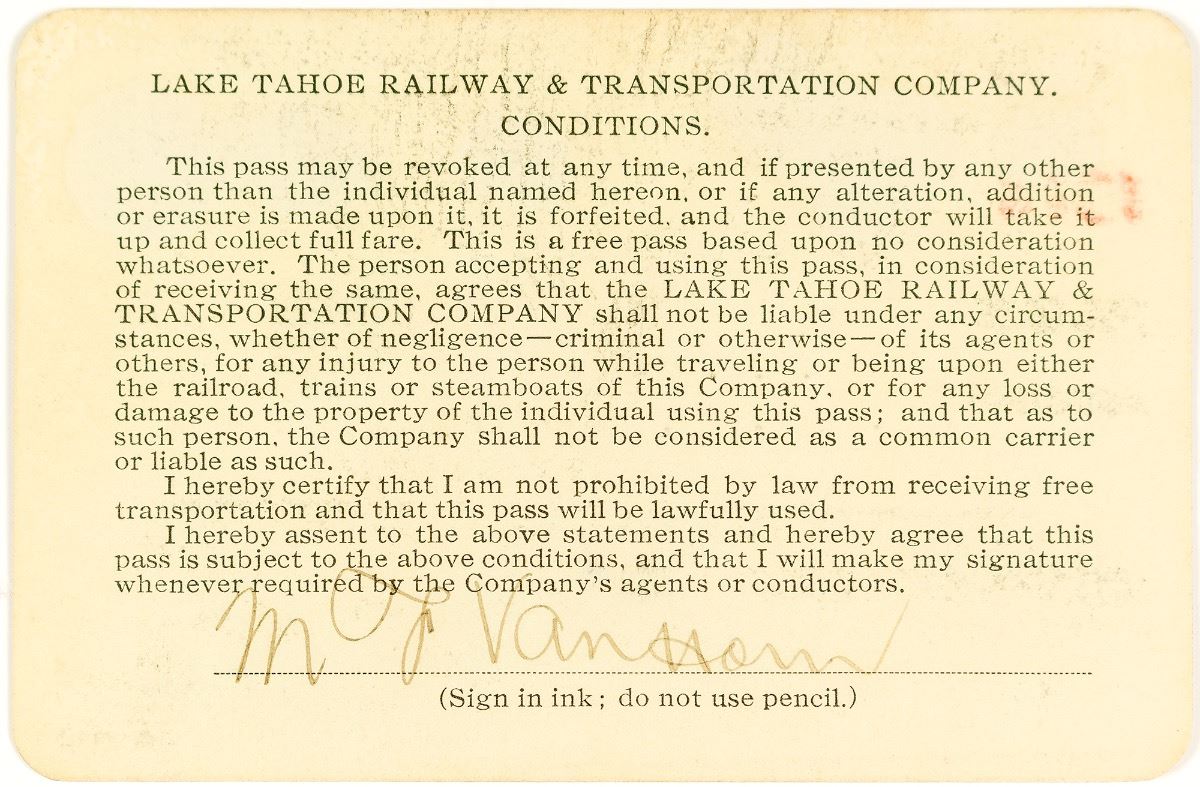 LAKE TAHOE RAILWAY & TRANSPORTATION COMPANY.
CONDITIONS.
This pass may be revoked at any time, and if presented by any other
person than the individual named hereon, or if any alteration, addition
or erasure is made upon it, it is forfeited, and the conductor will take it
up and collect full fare. This is a free pass based upon no consideration
whatsoever. The person accepting and using this pass, in consideration
of receiving the same, agrees that the LAKE TAHOE RAILWAY &
TRANSPORTATION COMPANY shall not be liable under any circum-
stances, whether of negligence—criminal or otherwise—of its agents or
others, for any injury to the person while traveling or being upon either
the railroad, trains or steamboats of this Company, or for any loss or
damage to the property of the individual using this pass; and that as to
such person, the Company shall not be considered as a common carrier
or liable as such.
I hereby certify that I am not prohibited by law from receiving free
transportation and that this pass will be lawfully used.
I hereby assent to the above statements and hereby agree that this
pass is subject to the above conditions, and that I will make my signature
whenever required by the Company's agents or conductors.
Van Horn
(Sign in ink; do not use pencil.)